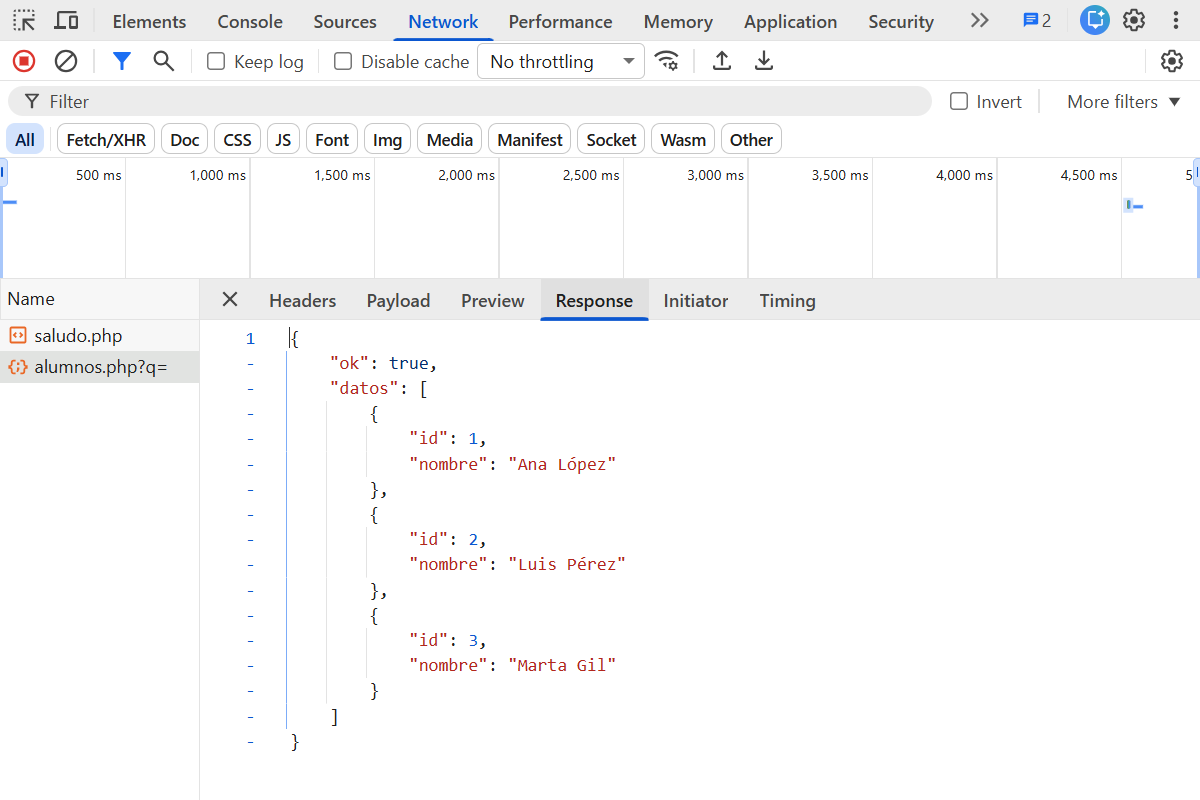 Elements Console Sources Network Performance Memory Application Security 2
Keep log Disable cache No throttling
Filter Invert More filters
All Fetch/XHR Doc CSS JS Font Img Media Manifest Socket Wasm Other
500 ms 1,000 ms 1,500 ms 2,000 ms 2,500 ms 3,000 ms 3,500 ms 4,000 ms 4,500 ms 5
Name Headers Payload Preview Response Initiator Timing
saludo.php
alumnos.php?q=
1 {
- "ok": true,
- "datos": [
- {
- "id": 1,
- "nombre": "Ana López"
- },
- {
- "id": 2,
- "nombre": "Luis Pérez"
- },
- {
- "id": 3,
- "nombre": "Marta Gil"
- }
- ]
- }